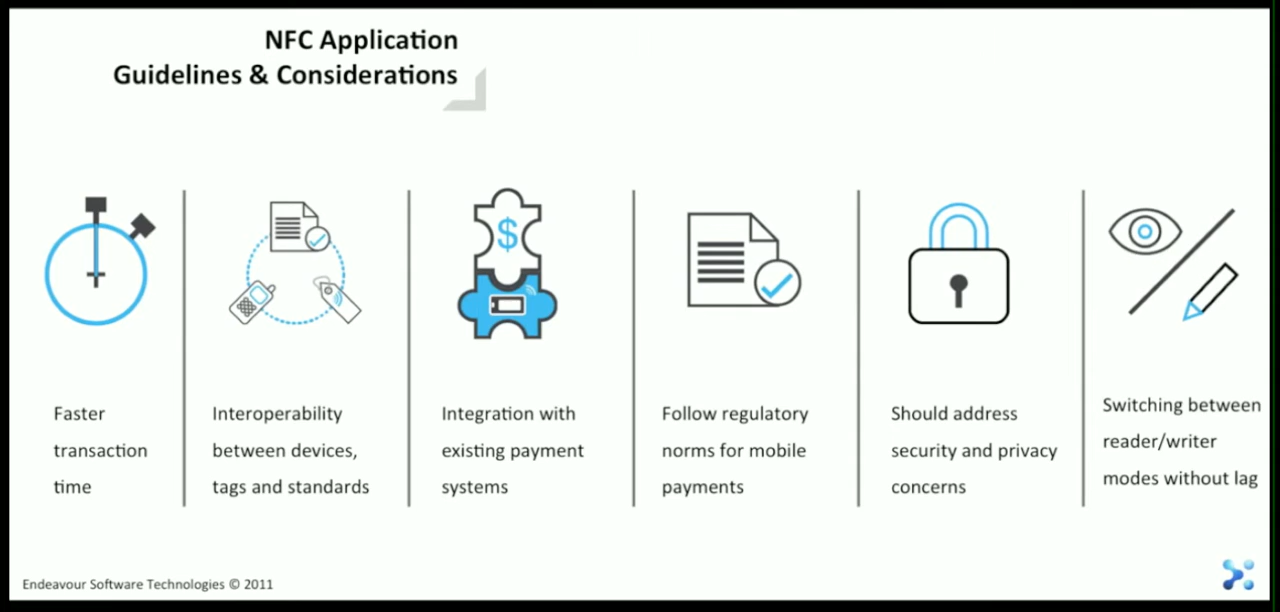 NFC Application
Guidelines & Considerations
$
Faster
transaction
time
Interoperability
between devices,
tags and standards
Integration with
existing payment
systems
Follow regulatory
norms for mobile
payments
Should address
security and privacy
concerns
Switching between
reader/writer
modes without lag
Endeavour Software Technologies © 2011